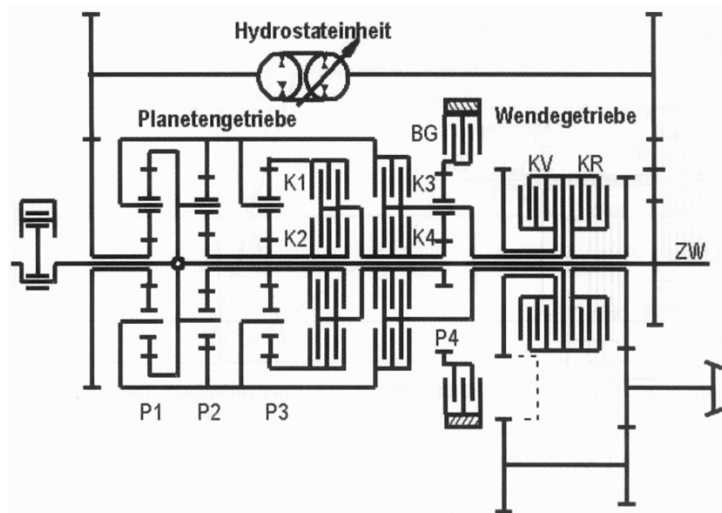 Hydrostateinheit
Planetengetriebe
BG
Wendegetriebe
K1
K3
KV
KR
K2
K4
ZW
P4
P1
P2
P3